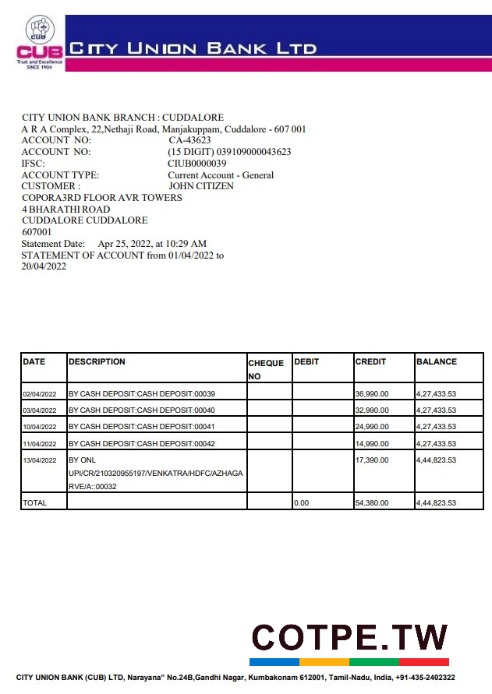 CUB
CUB
Trust and Excellence
SINCE 1904
CITY UNION BANK LTD
CITY UNION BANK BRANCH : CUDDALORE
A R A Complex, 22,Nethaji Road, Manjakuppam, Cuddalore - 607 001
ACCOUNT NO: CA-43623
ACCOUNT NO: (15 DIGIT) 039109000043623
IFSC: CIUB0000039
ACCOUNT TYPE: Current Account - General
CUSTOMER : JOHN CITIZEN
COPORA3RD FLOOR AVR TOWERS
4 BHARATHI ROAD
CUDDALORE CUDDALORE
607001
Statement Date: Apr 25, 2022, at 10:29 AM
STATEMENT OF ACCOUNT from 01/04/2022 to
20/04/2022
DATE DESCRIPTION CHEQUE NO DEBIT CREDIT BALANCE
02/04/2022 BY CASH DEPOSIT:CASH DEPOSIT:00039 36,990.00 4,27,433.53
03/04/2022 BY CASH DEPOSIT:CASH DEPOSIT:00040 32,990.00 4,27,433.53
10/04/2022 BY CASH DEPOSIT:CASH DEPOSIT:00041 24,990.00 4,27,433.53
11/04/2022 BY CASH DEPOSIT:CASH DEPOSIT:00042 14,990.00 4,27,433.53
13/04/2022 BY ONL 17,390.00 4,44,823.53
UPI/CR/210320955197/VENKATRA/HDFC/AZHAGA
RVE/A::00032
TOTAL 0.00 54,380.00 4,44,823.53
COTPE.TW
CITY UNION BANK (CUB) LTD, Narayana" No.24B,Gandhi Nagar, Kumbakonam 612001, Tamil-Nadu, India, +91-435-2402322